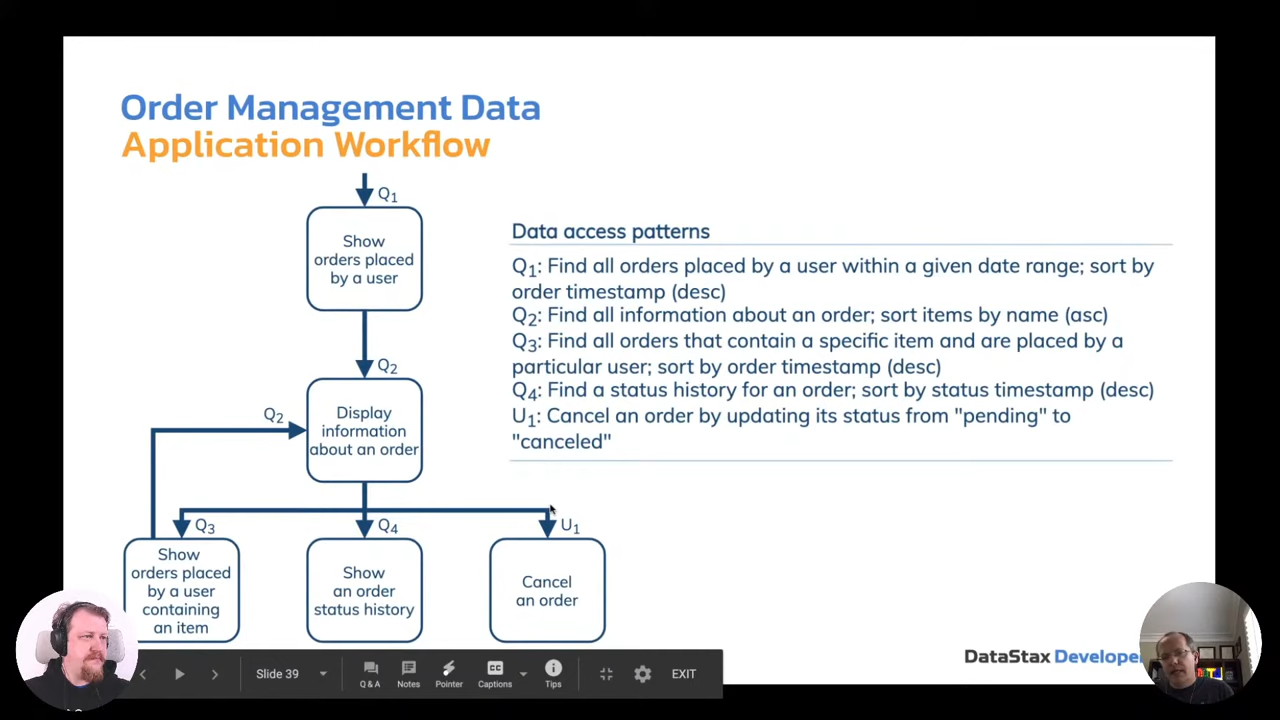 Order Management Data
Application Workflow
Q1
Show
orders placed
by a user
Q2
Display
information
about an order
Q2
Q3
Q4
U1
Show
orders placed
by a user
containing
an item
Show
an order
status history
Cancel
an order
Data access patterns
Q1: Find all orders placed by a user within a given date range; sort by
order timestamp (desc)
Q2: Find all information about an order; sort items by name (asc)
Q3: Find all orders that contain a specific item and are placed by a
particular user; sort by order timestamp (desc)
Q4: Find a status history for an order; sort by status timestamp (desc)
U1: Cancel an order by updating its status from "pending" to
"canceled"
DataStax Developer
Slide 39
Q & A
Notes
Pointer
CC
Captions
Tips
EXIT